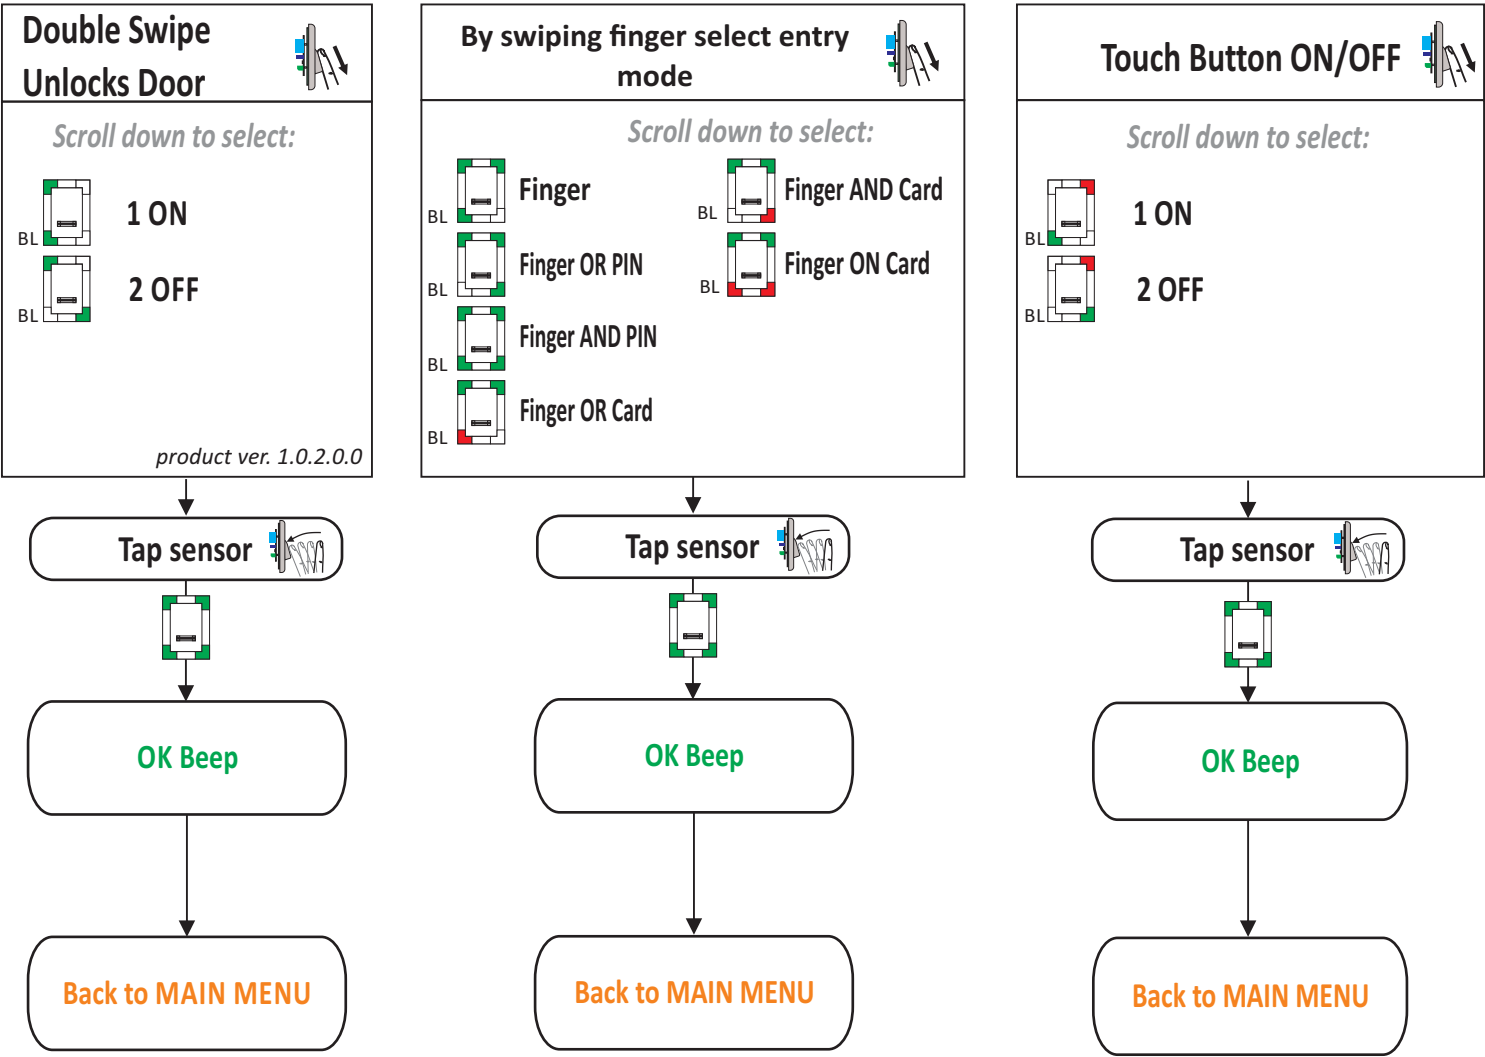 Double Swipe
Unlocks Door
Scroll down to select:
BL
1 ON
BL
2 OFF
product ver. 1.0.2.0.0
Tap sensor
OK Beep
Back to MAIN MENU
By swiping finger select entry
mode
Scroll down to select:
BL
Finger
BL
Finger OR PIN
BL
Finger AND PIN
BL
Finger OR Card
BL
Finger AND Card
BL
Finger ON Card
Tap sensor
OK Beep
Back to MAIN MENU
Touch Button ON/OFF
Scroll down to select:
BL
1 ON
BL
2 OFF
Tap sensor
OK Beep
Back to MAIN MENU